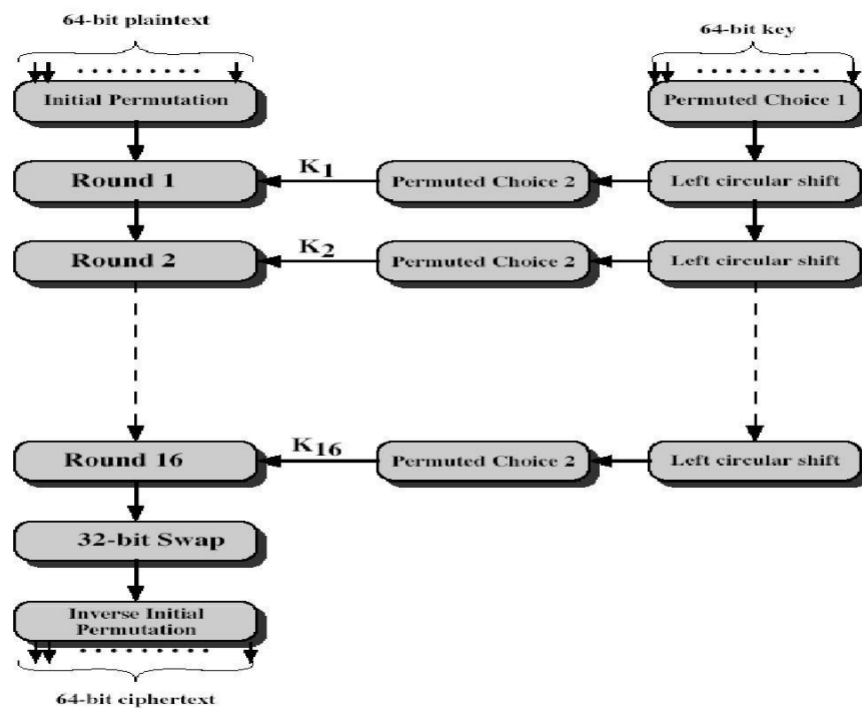 64-bit plaintext
64-bit key
Initial Permutation
Permuted Choice 1
Round 1
K1
Permuted Choice 2
Left circular shift
Round 2
K2
Permuted Choice 2
Left circular shift
Round 16
K16
Permuted Choice 2
Left circular shift
32-bit Swap
Inverse Initial
Permutation
64-bit ciphertext